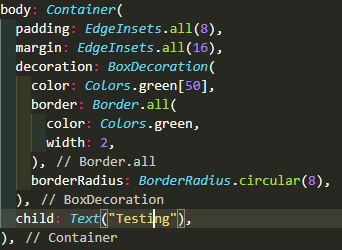 body: Container(
  padding: EdgeInsets.all(8),
  margin: EdgeInsets.all(16),
  decoration: BoxDecoration(
    color: Colors.green[50],
    border: Border.all(
      color: Colors.green,
      width: 2,
    ), // Border.all
    borderRadius: BorderRadius.circular(8),
  ), // BoxDecoration
  child: Text("Testing"),
), // Container